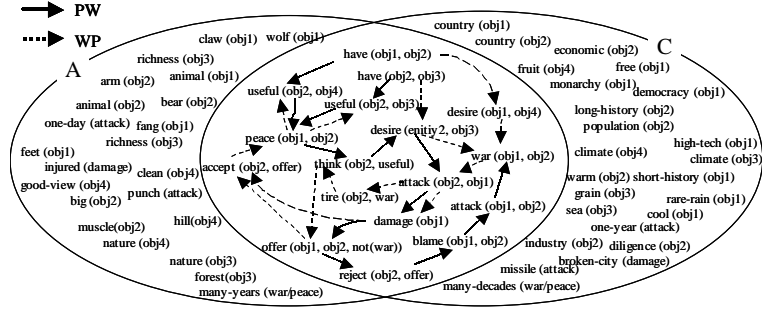 PW
WP
A
C
claw (obj1)
wolf (obj1)
richness (obj3)
arm (obj2)
animal (obj1)
animal (obj2)
bear (obj2)
one-day (attack)
fang (obj1)
richness (obj3)
feet (obj1)
injured (damage)
clean (obj4)
good-view (obj4)
punch (attack)
big (obj2)
muscle(obj2)
hill(obj4)
nature (obj4)
nature (obj3)
forest(obj3)
many-years (war/peace)
have (obj1, obj2)
have (obj2, obj3)
useful (obj2, obj4)
useful (obj2, obj3)
desire (obj1, obj4)
desire (enitiy2, obj3)
peace (obj1, obj2)
war (obj1, obj2)
accept (obj2, offer)
think (obj2, useful)
attack (obj2, obj1)
tire (obj2, war)
attack (obj1, obj2)
damage (obj1)
offer (obj1, obj2, not(war))
blame (obj1, obj2)
reject (obj2, offer)
country (obj1)
country (obj2)
economic (obj2)
fruit (obj4)
free (obj1)
monarchy (obj1)
democracy (obj1)
long-history (obj2)
population (obj2)
high-tech (obj1)
climate (obj4)
climate (obj3)
warm (obj2)
short-history (obj1)
grain (obj3)
rare-rain (obj1)
sea (obj3)
cool (obj1)
one-year (attack)
industry (obj2)
diligence (obj2)
broken-city (damage)
missile (attack)
many-decades (war/peace)